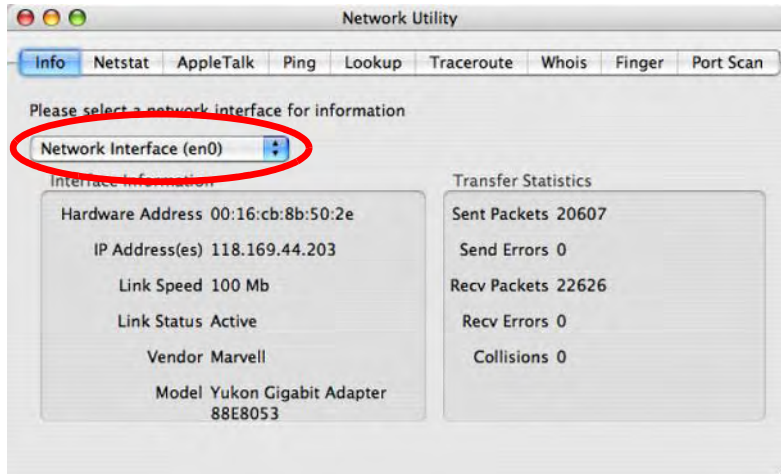 Network Utility
Info Netstat AppleTalk Ping Lookup Traceroute Whois Finger Port Scan
Please select a network interface for information
Network Interface (en0)
Interface Information
Hardware Address 00:16:cb:8b:50:2e
IP Address(es) 118.169.44.203
Link Speed 100 Mb
Link Status Active
Vendor Marvell
Model Yukon Gigabit Adapter
88E8053
Transfer Statistics
Sent Packets 20607
Send Errors 0
Recv Packets 22626
Recv Errors 0
Collisions 0